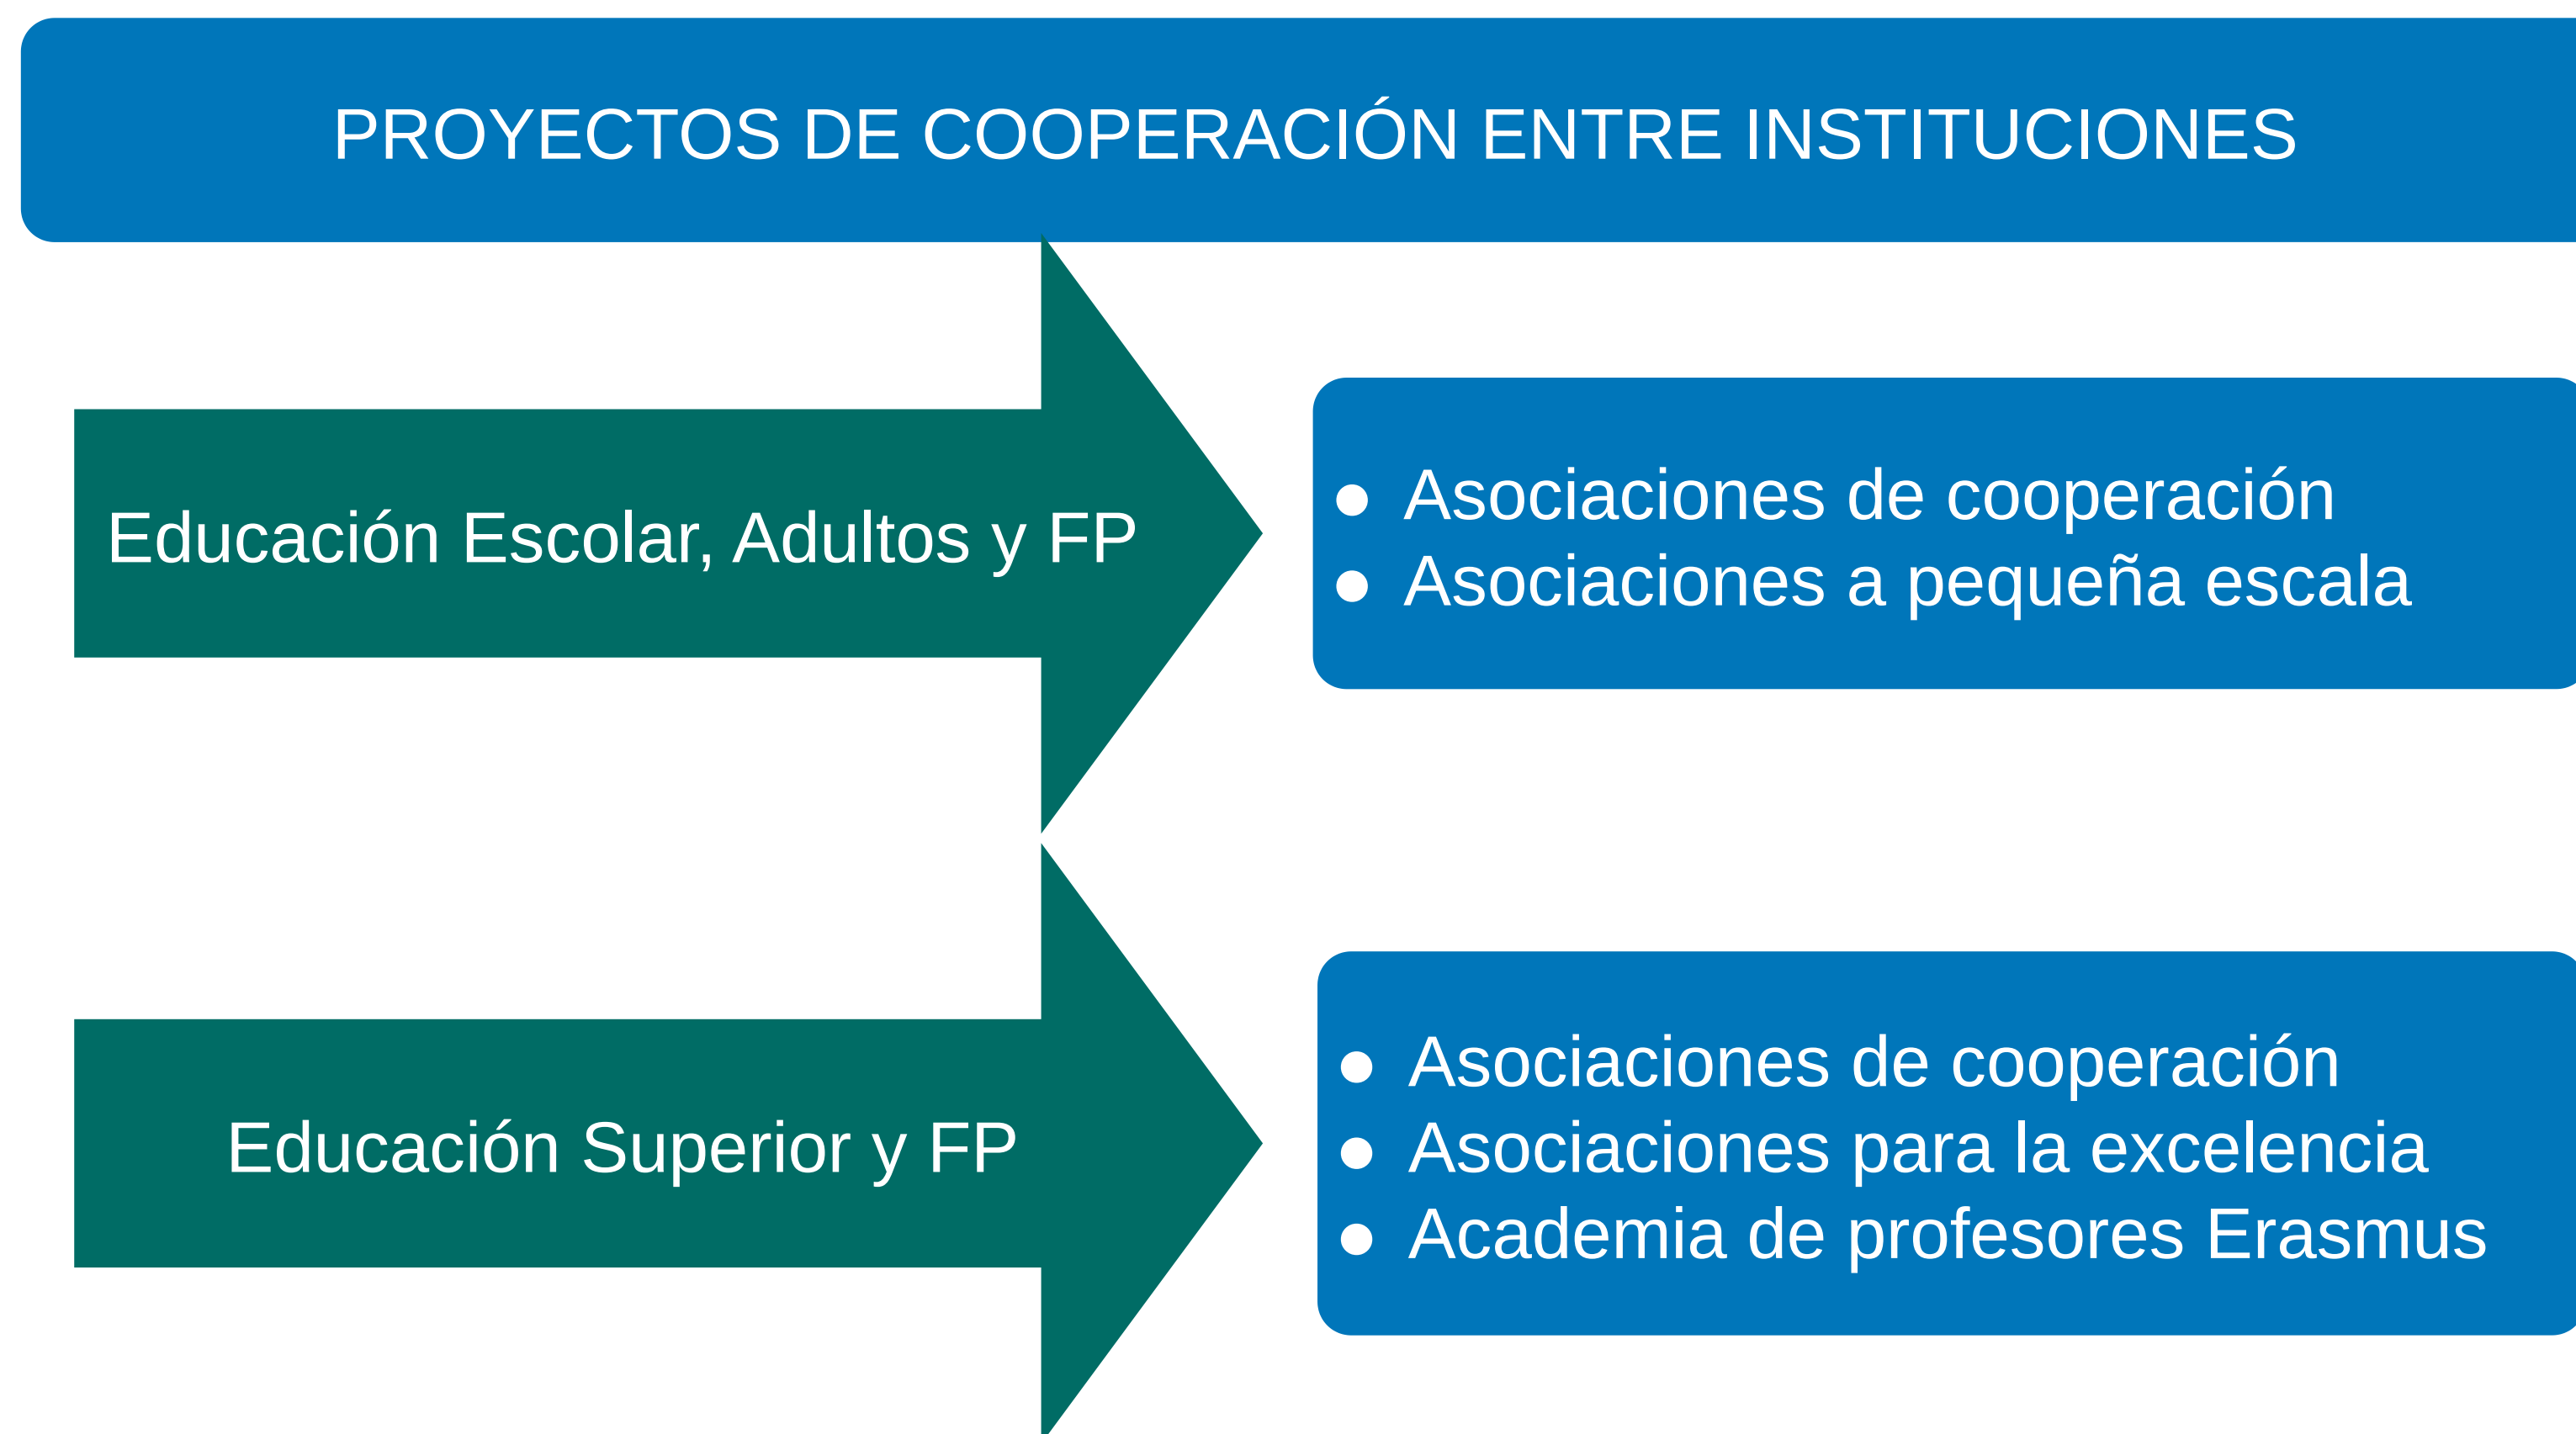 PROYECTOS DE COOPERACIÓN ENTRE INSTITUCIONES
Educación Escolar, Adultos y FP
● Asociaciones de cooperación
● Asociaciones a pequeña escala
Educación Superior y FP
● Asociaciones de cooperación
● Asociaciones para la excelencia
● Academia de profesores Erasmus